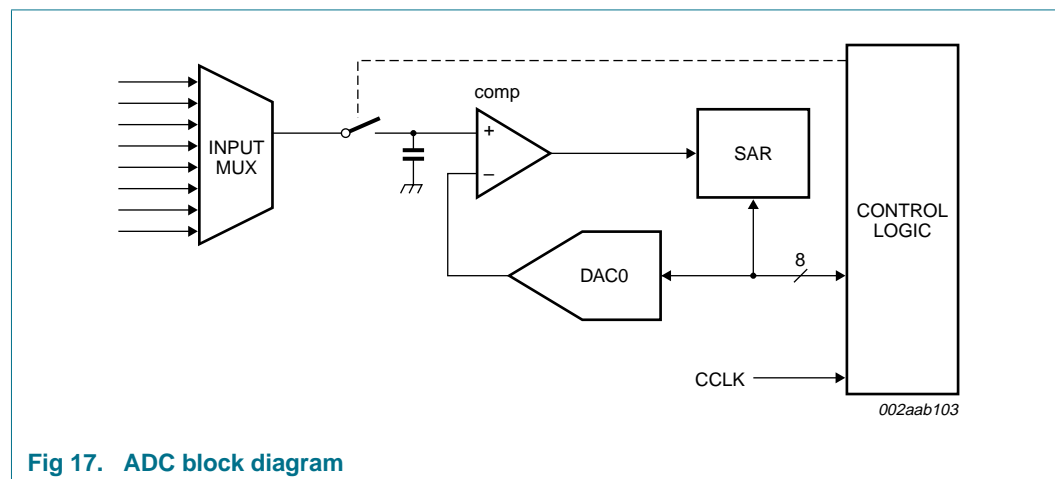 comp
INPUT
MUX
+
–
SAR
CONTROL
LOGIC
DAC0
8
CCLK
002aab103
Fig 17. ADC block diagram